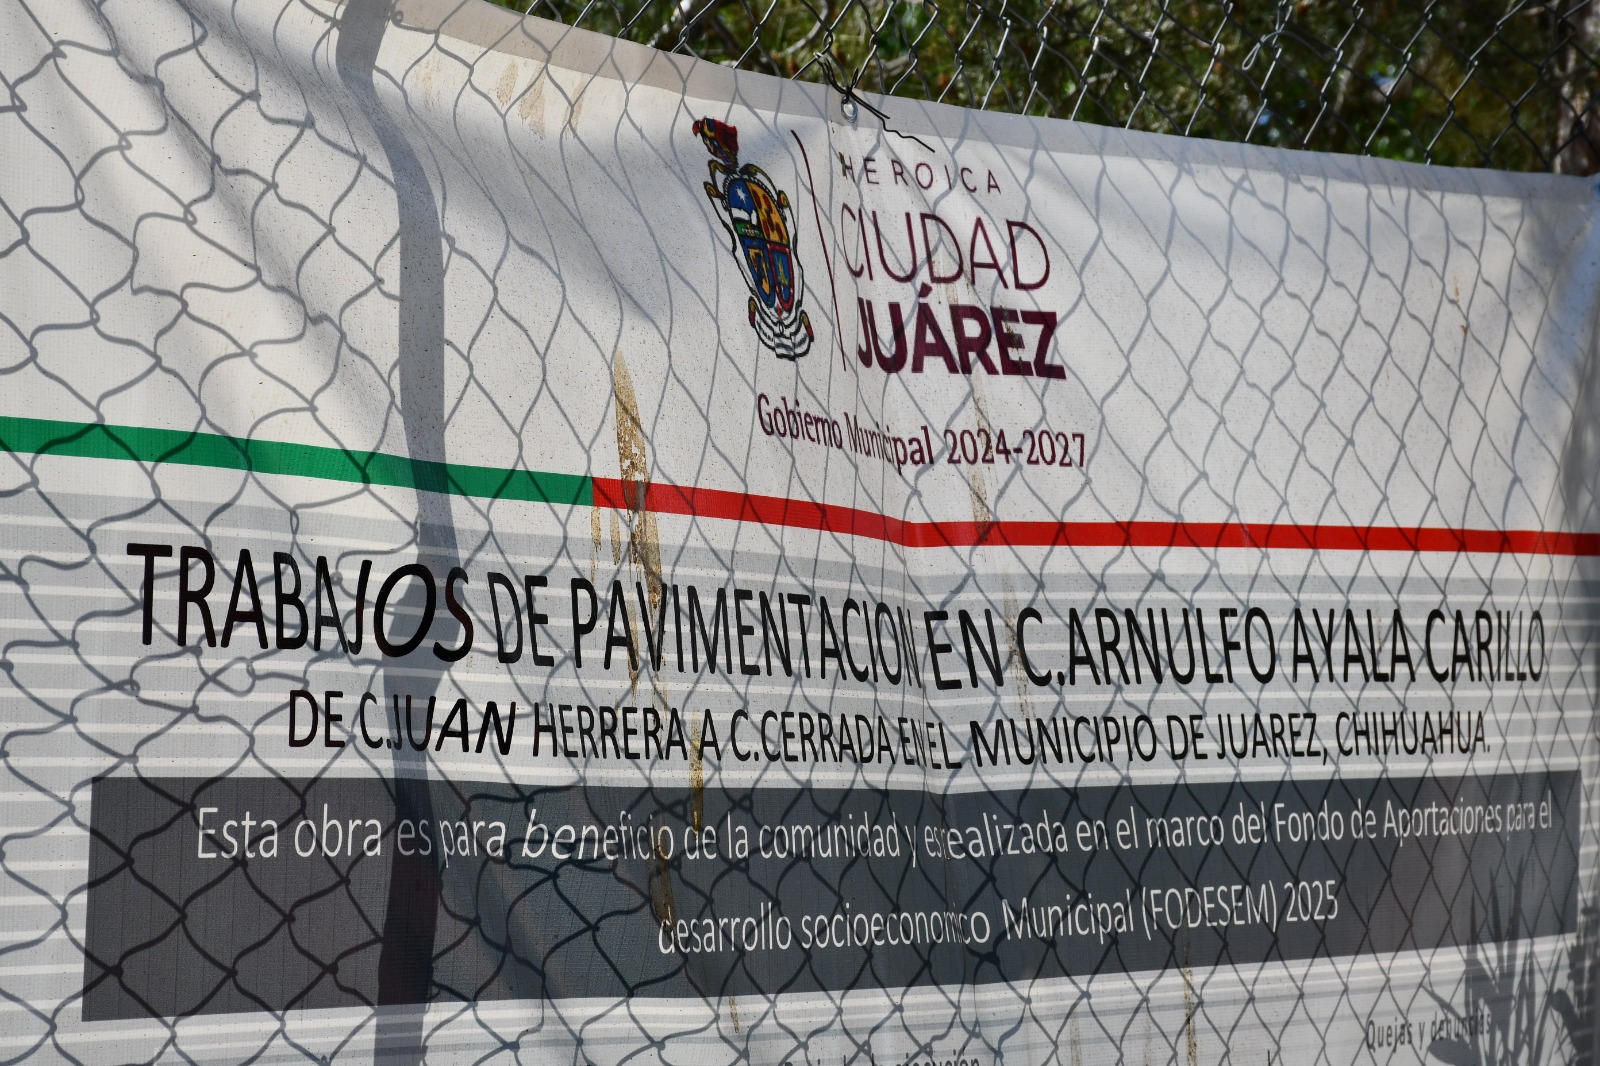 HEROICA
CIUDAD
JUÁREZ
Gobierno Municipal 2024-2027
TRABAJOS DE PAVIMENTACION EN C.ARNULFO AYALA CARILLO
DE C.JUAN HERRERA A C.CERRADA EN EL MUNICIPIO DE JUAREZ, CHIHUAHUA.
Esta obra es para beneficio de la comunidad y es realizada en el marco del Fondo de Aportaciones para el
desarrollo socioeconomico Municipal (FODESEM) 2025
Quejas y denuncias